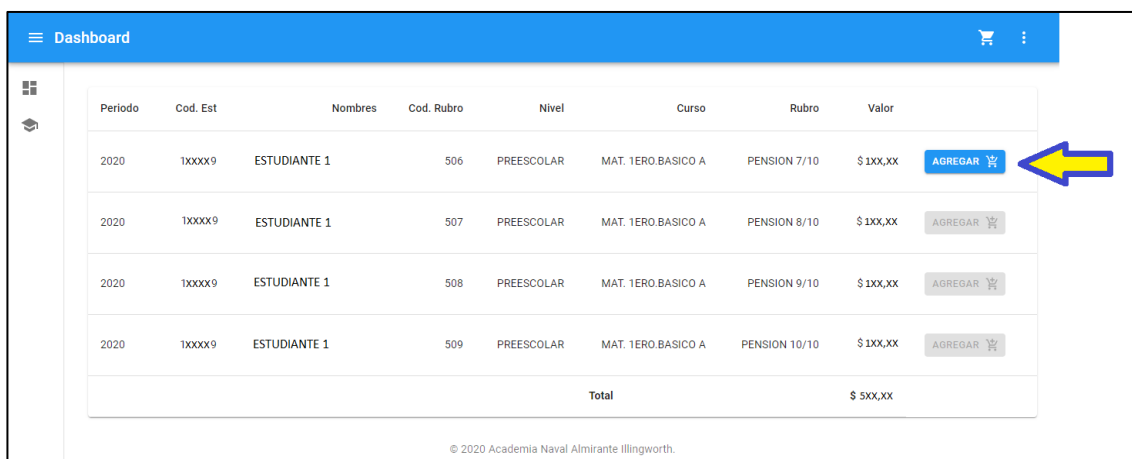 Dashboard
Periodo Cod. Est Nombres Cod. Rubro Nivel Curso Rubro Valor
2020 1XXXX9 ESTUDIANTE 1 506 PREESCOLAR MAT. 1ERO.BASICO A PENSION 7/10 $ 1XX,XX AGREGAR
2020 1XXXX9 ESTUDIANTE 1 507 PREESCOLAR MAT. 1ERO.BASICO A PENSION 8/10 $ 1XX,XX AGREGAR
2020 1XXXX9 ESTUDIANTE 1 508 PREESCOLAR MAT. 1ERO.BASICO A PENSION 9/10 $ 1XX,XX AGREGAR
2020 1XXXX9 ESTUDIANTE 1 509 PREESCOLAR MAT. 1ERO.BASICO A PENSION 10/10 $ 1XX,XX AGREGAR
Total $ 5XX,XX
© 2020 Academia Naval Almirante Illingworth.